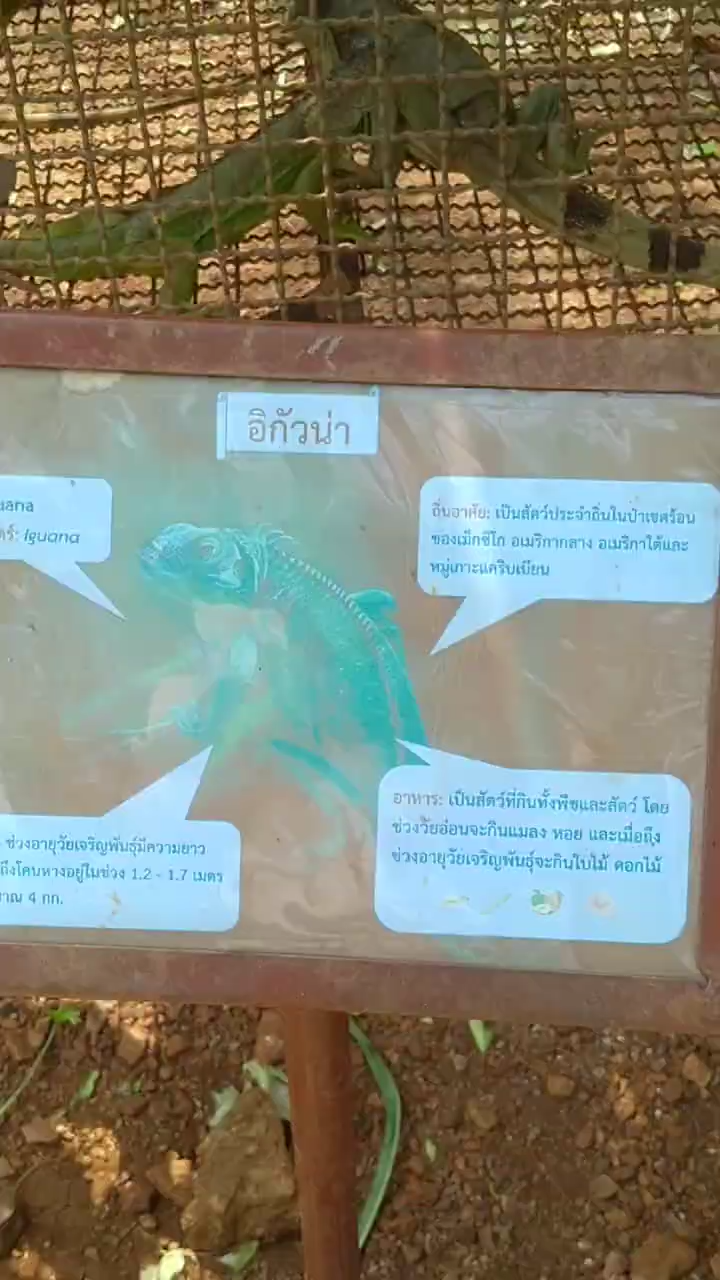 อิกัวน่า
Iguana
ถิ่นอาศัย: เป็นสัตว์ประจำถิ่นในป่าเขตร้อน
ของเม็กซิโก อเมริกากลาง อเมริกาใต้และ
หมู่เกาะแคริบเบียน
ช่วงอายุวัยเจริญพันธุ์มีความยาว
ถึงโคนหางอยู่ในช่วง 1.2 - 1.7 เมตร
4 กก.
อาหาร: เป็นสัตว์ที่กินทั้งพืชและสัตว์ โดย
ช่วงวัยอ่อนจะกินแมลง หอย และเมื่อถึง
ช่วงอายุวัยเจริญพันธุ์จะกินใบไม้ ดอกไม้